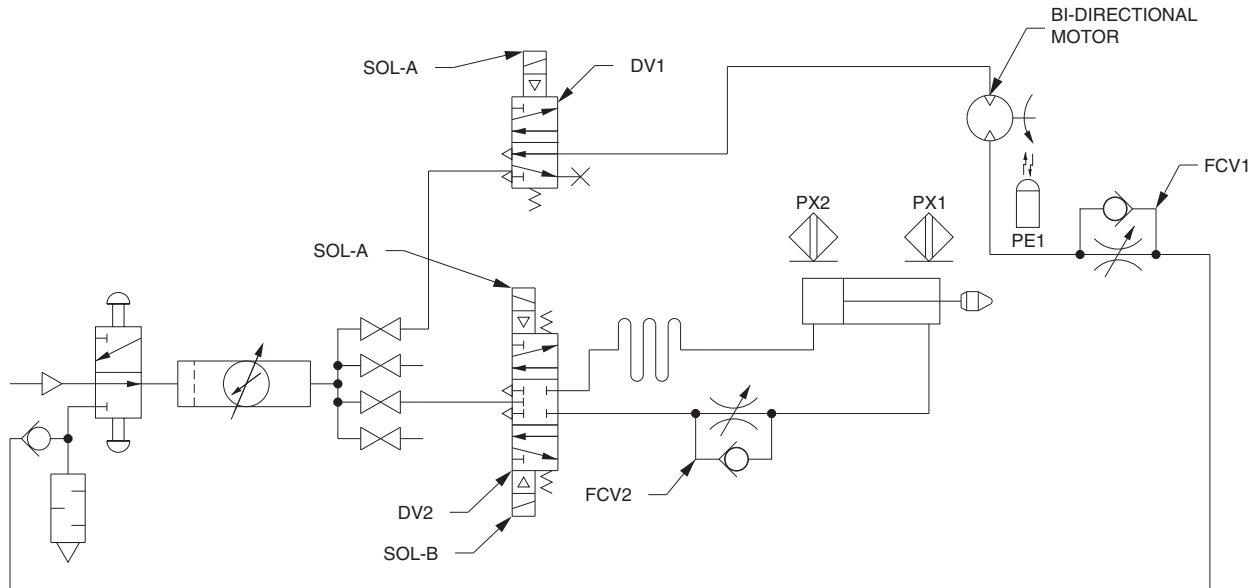 BI-DIRECTIONAL
MOTOR
SOL-A
DV1
FCV1
PX2
PX1
PE1
SOL-A
FCV2
DV2
SOL-B